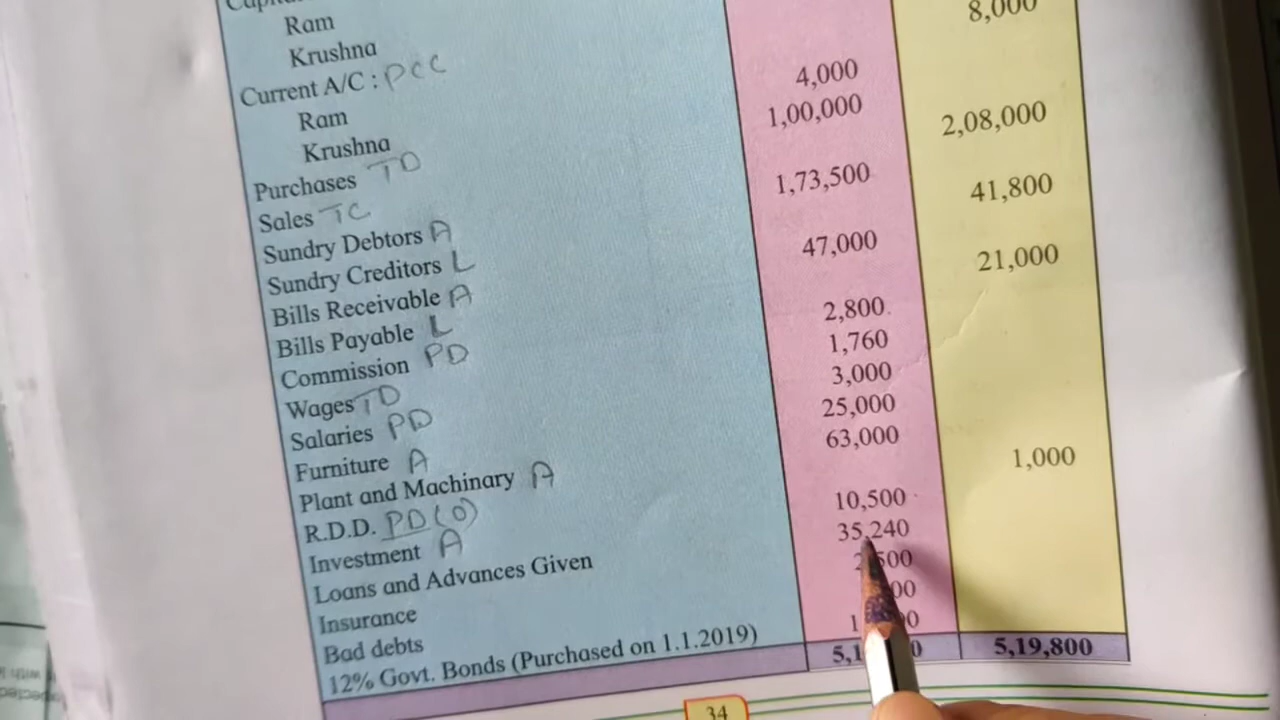 Ram
Krushna
Current A/C : PCC
Ram 8,000
Krushna 4,000
Purchases TD 1,00,000
Sales TC 2,08,000
Sundry Debtors A 1,73,500
Sundry Creditors L 41,800
Bills Receivable A 47,000
Bills Payable L 21,000
Commission PD 2,800
Wages TD 1,760
Salaries PD 3,000
Furniture A 25,000
Plant and Machinary A 63,000
R.D.D. PD(O) 1,000
Investment A 10,500
Loans and Advances Given 35,240
Insurance
Bad debts
12% Govt. Bonds (Purchased on 1.1.2019)
5,19,800
34